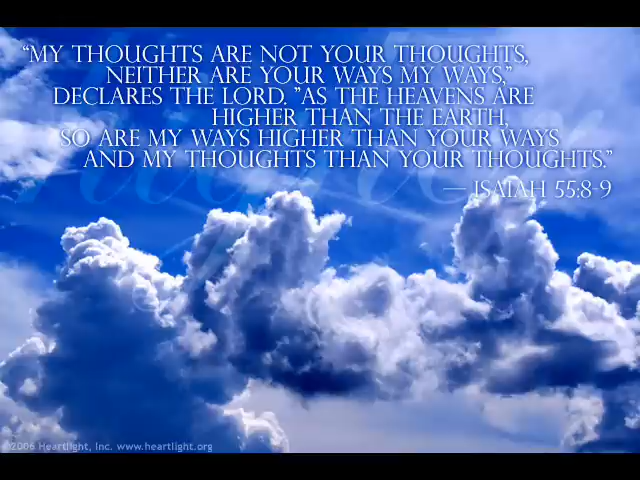 “MY THOUGHTS ARE NOT YOUR THOUGHTS,
NEITHER ARE YOUR WAYS MY WAYS,”
DECLARES THE LORD. ”AS THE HEAVENS ARE
HIGHER THAN THE EARTH,
SO ARE MY WAYS HIGHER THAN YOUR WAYS
AND MY THOUGHTS THAN YOUR THOUGHTS.”
— ISAIAH 55:8-9
©2006 Heartlight, Inc. www.heartlight.org